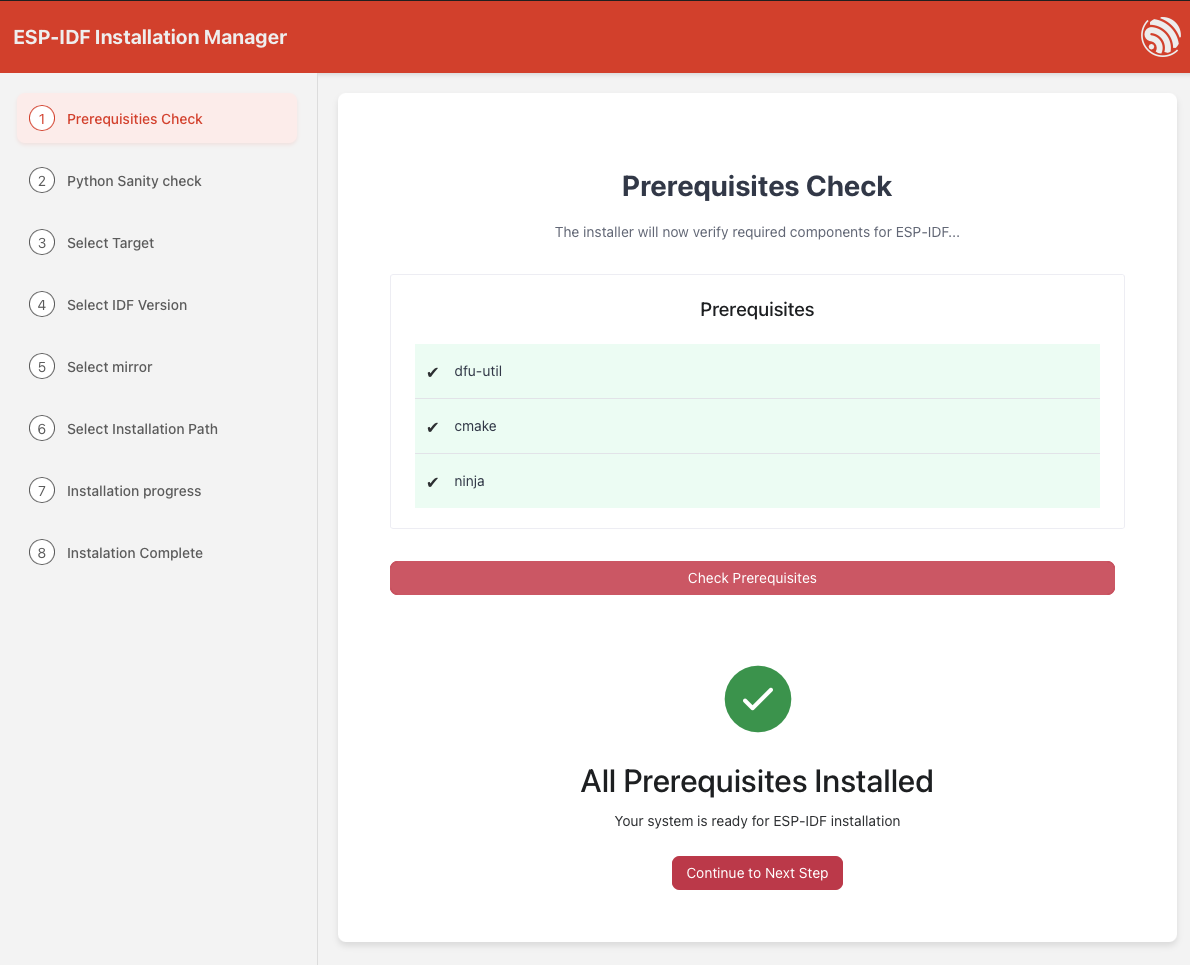 ESP-IDF Installation Manager
1 Prerequisities Check
2 Python Sanity check
3 Select Target
4 Select IDF Version
5 Select mirror
6 Select Installation Path
7 Installation progress
8 Instalation Complete
Prerequisites Check
The installer will now verify required components for ESP-IDF...
Prerequisites
✔ dfu-util
✔ cmake
✔ ninja
Check Prerequisites
All Prerequisites Installed
Your system is ready for ESP-IDF installation
Continue to Next Step